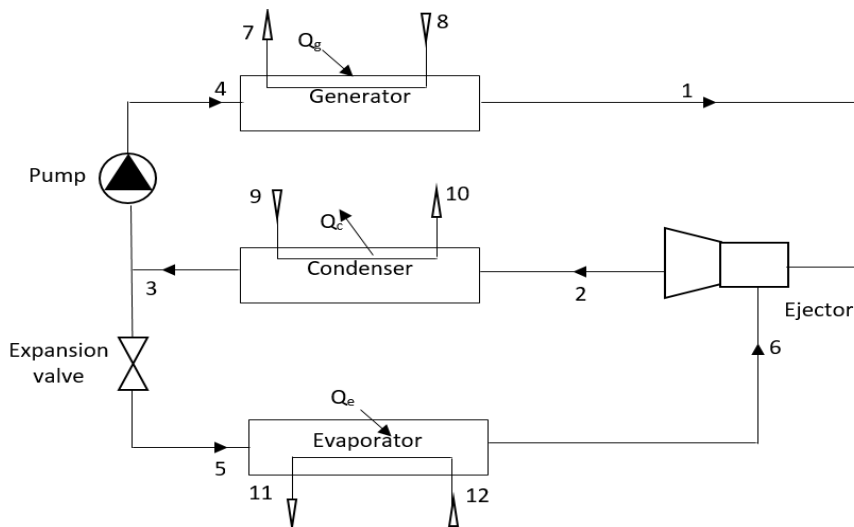 7
Qg
8
4
Generator
1
Pump
9
Qc
10
Condenser
3
2
Ejector
Expansion
valve
6
Qe
Evaporator
5
11
12